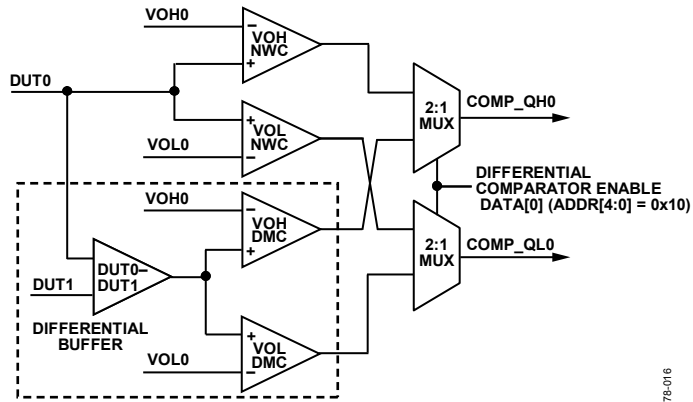 VOH0
VOH
NWC
DUT0
VOL
NWC
VOL0
2:1
MUX
COMP_QH0
DIFFERENTIAL
COMPARATOR ENABLE
DATA[0] (ADDR[4:0] = 0x10)
VOH0
VOH
DMC
2:1
MUX
COMP_QL0
DUT0–
DUT1
DUT1
DIFFERENTIAL
BUFFER
VOL
DMC
VOL0
78-016